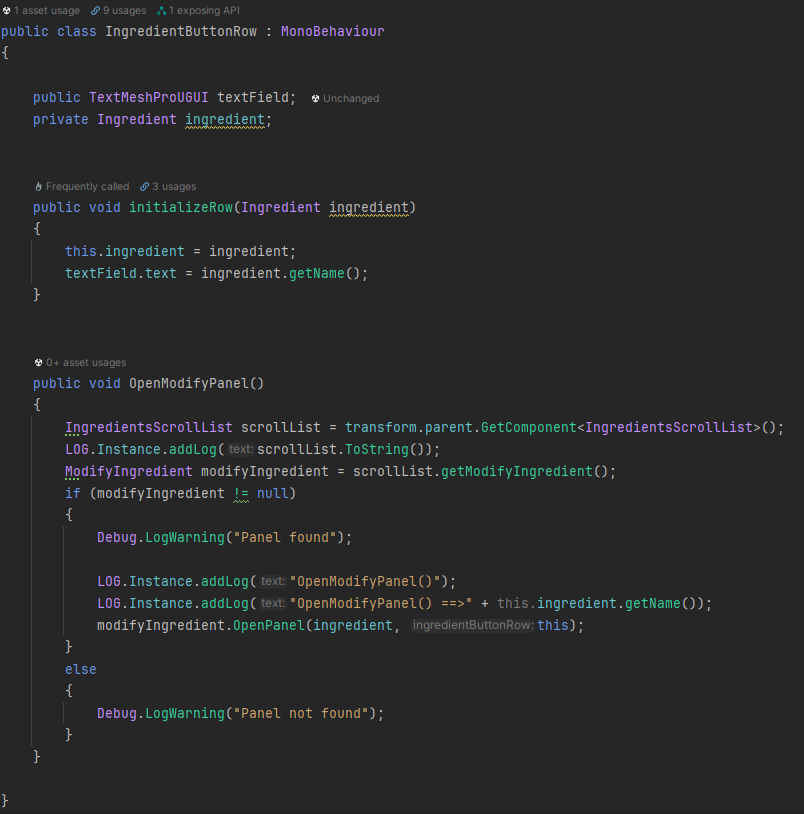 1 asset usage 9 usages 1 exposing API
public class IngredientButtonRow : MonoBehaviour
{
public TextMeshProUGUI textField; Unchanged
private Ingredient ingredient;
Frequently called 3 usages
public void initializeRow(Ingredient ingredient)
{
this.ingredient = ingredient;
textField.text = ingredient.getName();
}
0+ asset usages
public void OpenModifyPanel()
{
IngredientsScrollList scrollList = transform.parent.GetComponent<IngredientsScrollList>();
LOG.Instance.addLog( text: scrollList.ToString());
ModifyIngredient modifyIngredient = scrollList.getModifyIngredient();
if (modifyIngredient != null)
{
Debug.LogWarning("Panel found");
LOG.Instance.addLog( text: "OpenModifyPanel()");
LOG.Instance.addLog( text: "OpenModifyPanel() ==>" + this.ingredient.getName());
modifyIngredient.OpenPanel(ingredient, ingredientButtonRow: this);
}
else
{
Debug.LogWarning("Panel not found");
}
}
}